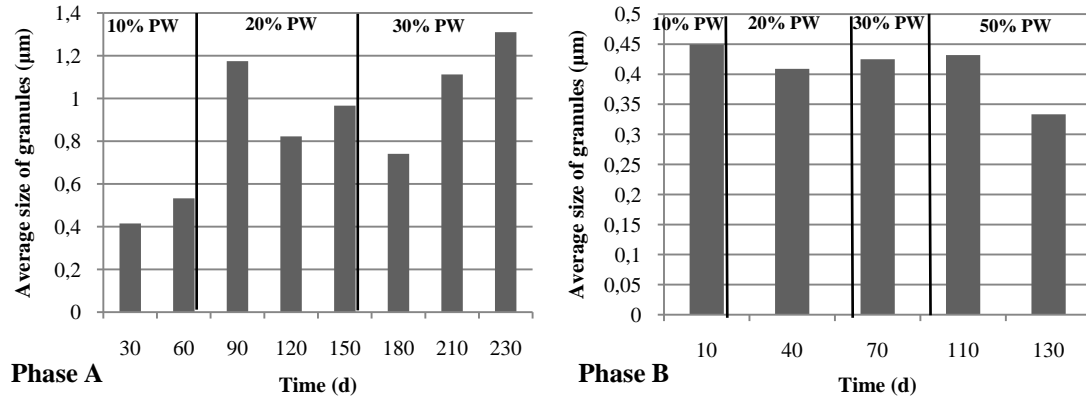 Average size of granules (µm)
1,4
1,2
1
0,8
0,6
0,4
0,2
0
10% PW
20% PW
30% PW
30 60 90 120 150 180 210 230
Time (d)
Phase A
Average size of granules (µm)
0,5
0,45
0,4
0,35
0,3
0,25
0,2
0,15
0,1
0,05
0
10% PW
20% PW
30% PW
50% PW
10 40 70 110 130
Time (d)
Phase B